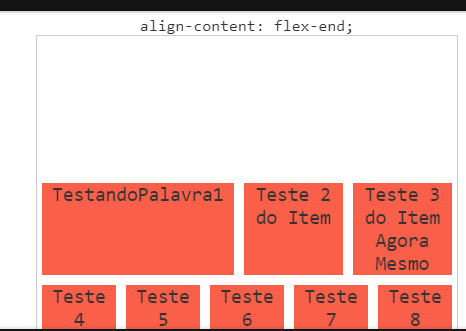 align-content: flex-end;
TestandoPalavra1
Teste 2
do Item
Teste 3
do Item
Agora
Mesmo
Teste
4
Teste
5
Teste
6
Teste
7
Teste
8